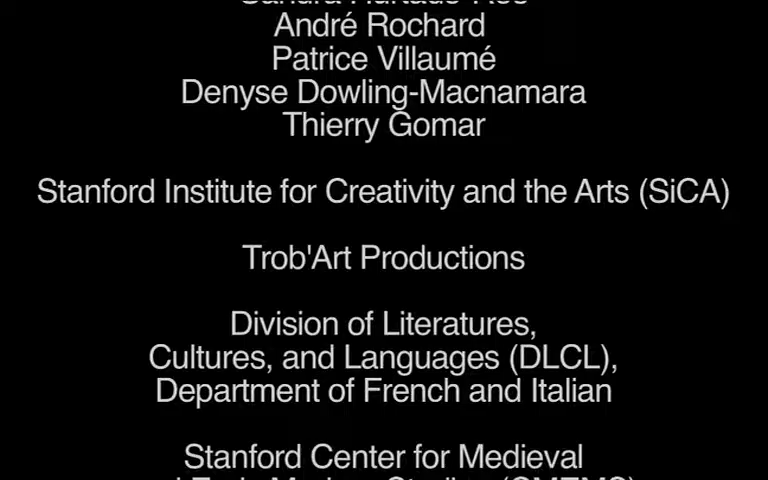 André Rochard
Patrice Villaumé
Denyse Dowling-Macnamara
Thierry Gomar
Stanford Institute for Creativity and the Arts (SiCA)
Trob'Art Productions
Division of Literatures,
Cultures, and Languages (DLCL),
Department of French and Italian
Stanford Center for Medieval